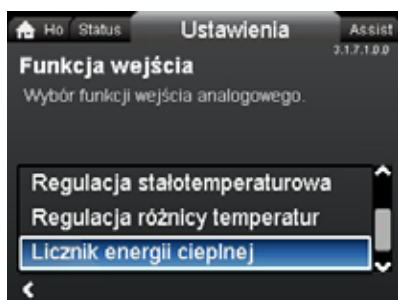 Ho Status Ustawienia Assist
3.1.7.1.0.0
Funkcja wejścia
Wybór funkcji wejścia analogowego.
Regulacja stałotemperaturowa
Regulacja różnicy temperatur
Licznik energii cieplnej